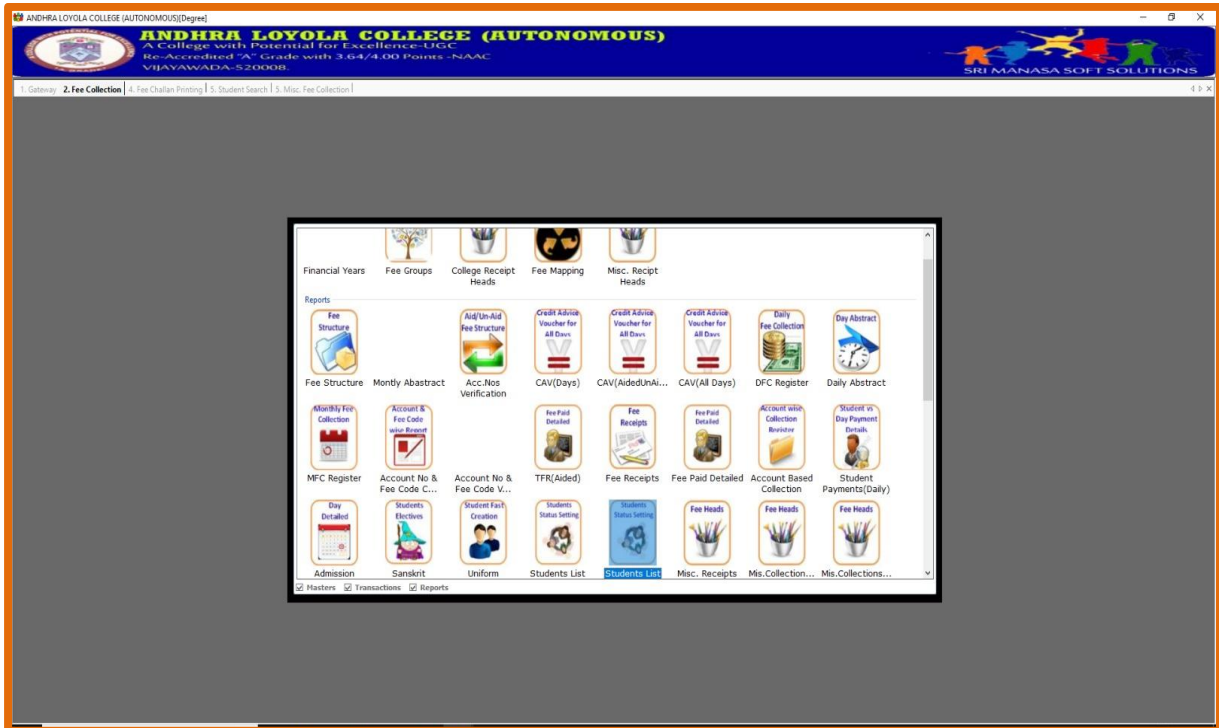 ANDHRA LOYOLA COLLEGE (AUTONOMOUS)[Degree]
ANDHRA LOYOLA COLLEGE (AUTONOMOUS)
A College with Potential for Excellence-UGC
Re-Accredited "A" Grade with 3.64/4.00 Points -NAAC
VIJAYAWADA-520008.
SRI MANASA SOFT SOLUTIONS
1. Gateway 2. Fee Collection 4. Fee Challan Printing 5. Student Search 5. Misc. Fee Collection
Financial Years Fee Groups College Receipt Heads Fee Mapping Misc. Recipt Heads
Reports
Fee Structure
Aid/Un-Aid Fee Structure
Credit Advice Voucher for All Days
Credit Advice Voucher for All Days
Credit Advice Voucher for All Days
Daily Fee Collection
Day Abstract
Fee Structure Montly Abastract Acc.Nos Verification CAV(Days) CAV(AidedUnAi... CAV(All Days) DFC Register Daily Abstract
Monthly Fee Collection
Account & Fee Code wise Report
Fee Paid Detailed
Fee Receipts
Fee Paid Detailed
Account wise Collection Register
Student vs Day Payment Details
MFC Register Account No & Fee Code C... Account No & Fee Code V... TFR(Aided) Fee Receipts Fee Paid Detailed Account Based Collection Student Payments(Daily)
Day Detailed
Students Electives
Student Fast Creation
Students Status Setting
Students Status Setting
Fee Heads
Fee Heads
Fee Heads
Admission Sanskrit Uniform Students List Students List Misc. Receipts Mis.Collection... Mis.Collections...
Masters Transactions Reports